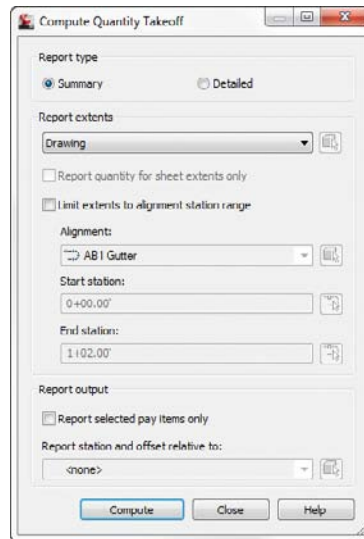 Compute Quantity Takeoff
Report type
Summary Detailed
Report extents
Drawing
Report quantity for sheet extents only
Limit extents to alignment station range
Alignment:
AB1 Gutter
Start station:
0+00.00'
End station:
1+02.00'
Report output
Report selected pay items only
Report station and offset relative to:
<none>
Compute Close Help